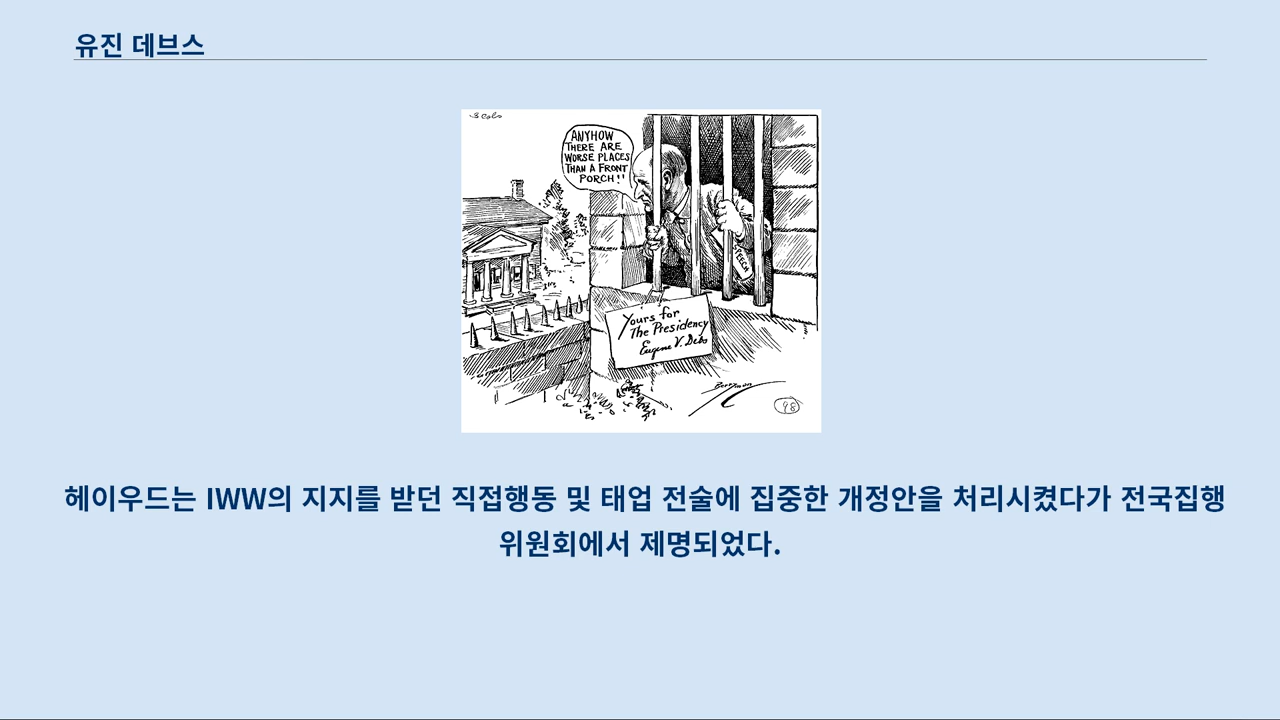 유진 데브스
ANYHOW
THERE ARE
WORSE PLACES
THAN A FRONT
PORCH!!
SPEECH
Yours for
The Presidency
Eugene V. Debs
Berryman
98
헤이우드는 IWW의 지지를 받던 직접행동 및 태업 전술에 집중한 개정안을 처리시켰다가 전국집행
위원회에서 제명되었다.